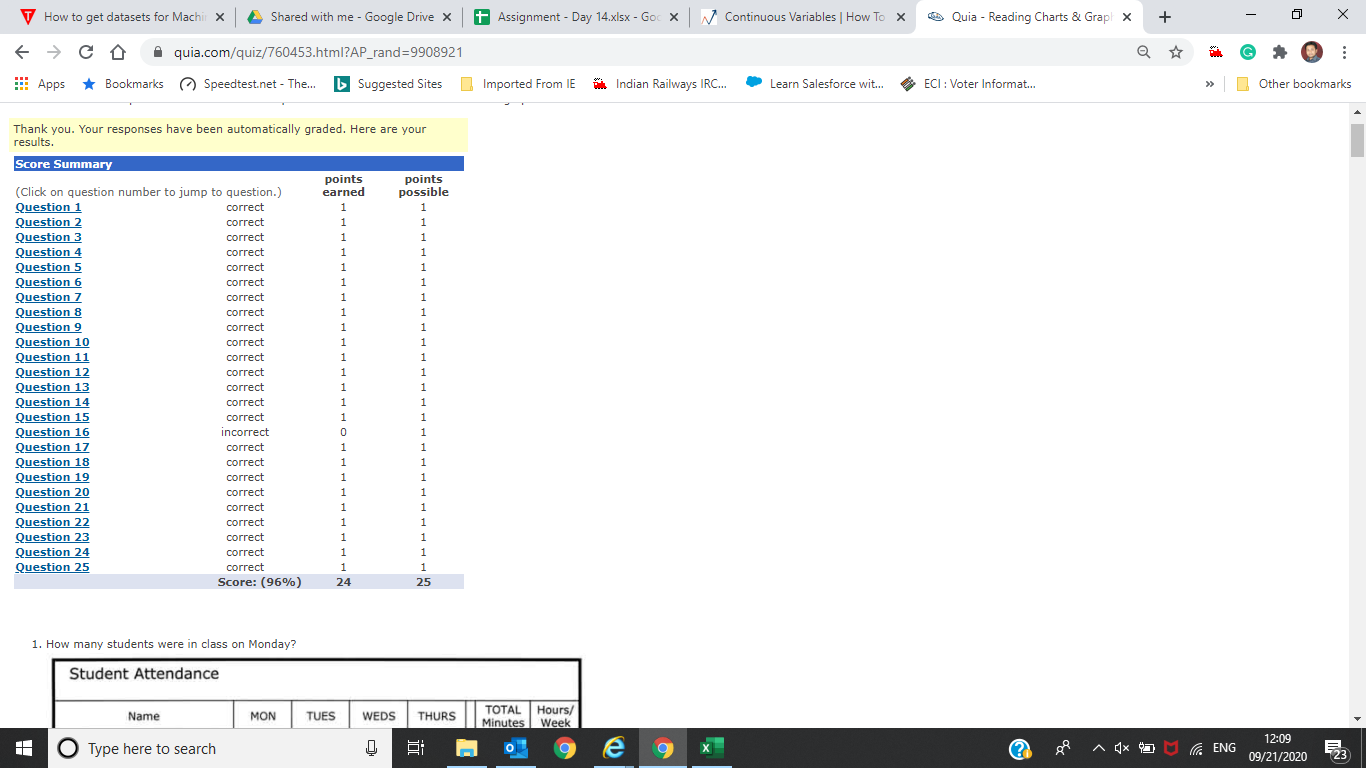 How to get datasets for Machin
Shared with me - Google Drive
Assignment - Day 14.xlsx - Goo
Continuous Variables | How To
Quia - Reading Charts & Graph
quia.com/quiz/760453.html?AP_rand=9908921
Apps
Bookmarks
Speedtest.net - The...
Suggested Sites
Imported From IE
Indian Railways IRC...
Learn Salesforce wit...
ECI : Voter Informat...
»
Other bookmarks
Thank you. Your responses have been automatically graded. Here are your
results.
Score Summary
(Click on question number to jump to question.) points earned points possible
Question 1 correct 1 1
Question 2 correct 1 1
Question 3 correct 1 1
Question 4 correct 1 1
Question 5 correct 1 1
Question 6 correct 1 1
Question 7 correct 1 1
Question 8 correct 1 1
Question 9 correct 1 1
Question 10 correct 1 1
Question 11 correct 1 1
Question 12 correct 1 1
Question 13 correct 1 1
Question 14 correct 1 1
Question 15 correct 1 1
Question 16 incorrect 0 1
Question 17 correct 1 1
Question 18 correct 1 1
Question 19 correct 1 1
Question 20 correct 1 1
Question 21 correct 1 1
Question 22 correct 1 1
Question 23 correct 1 1
Question 24 correct 1 1
Question 25 correct 1 1
Score: (96%) 24 25
1. How many students were in class on Monday?
Student Attendance
Name MON TUES WEDS THURS TOTAL Minutes Hours/ Week
Type here to search
ENG
12:09
09/21/2020
23